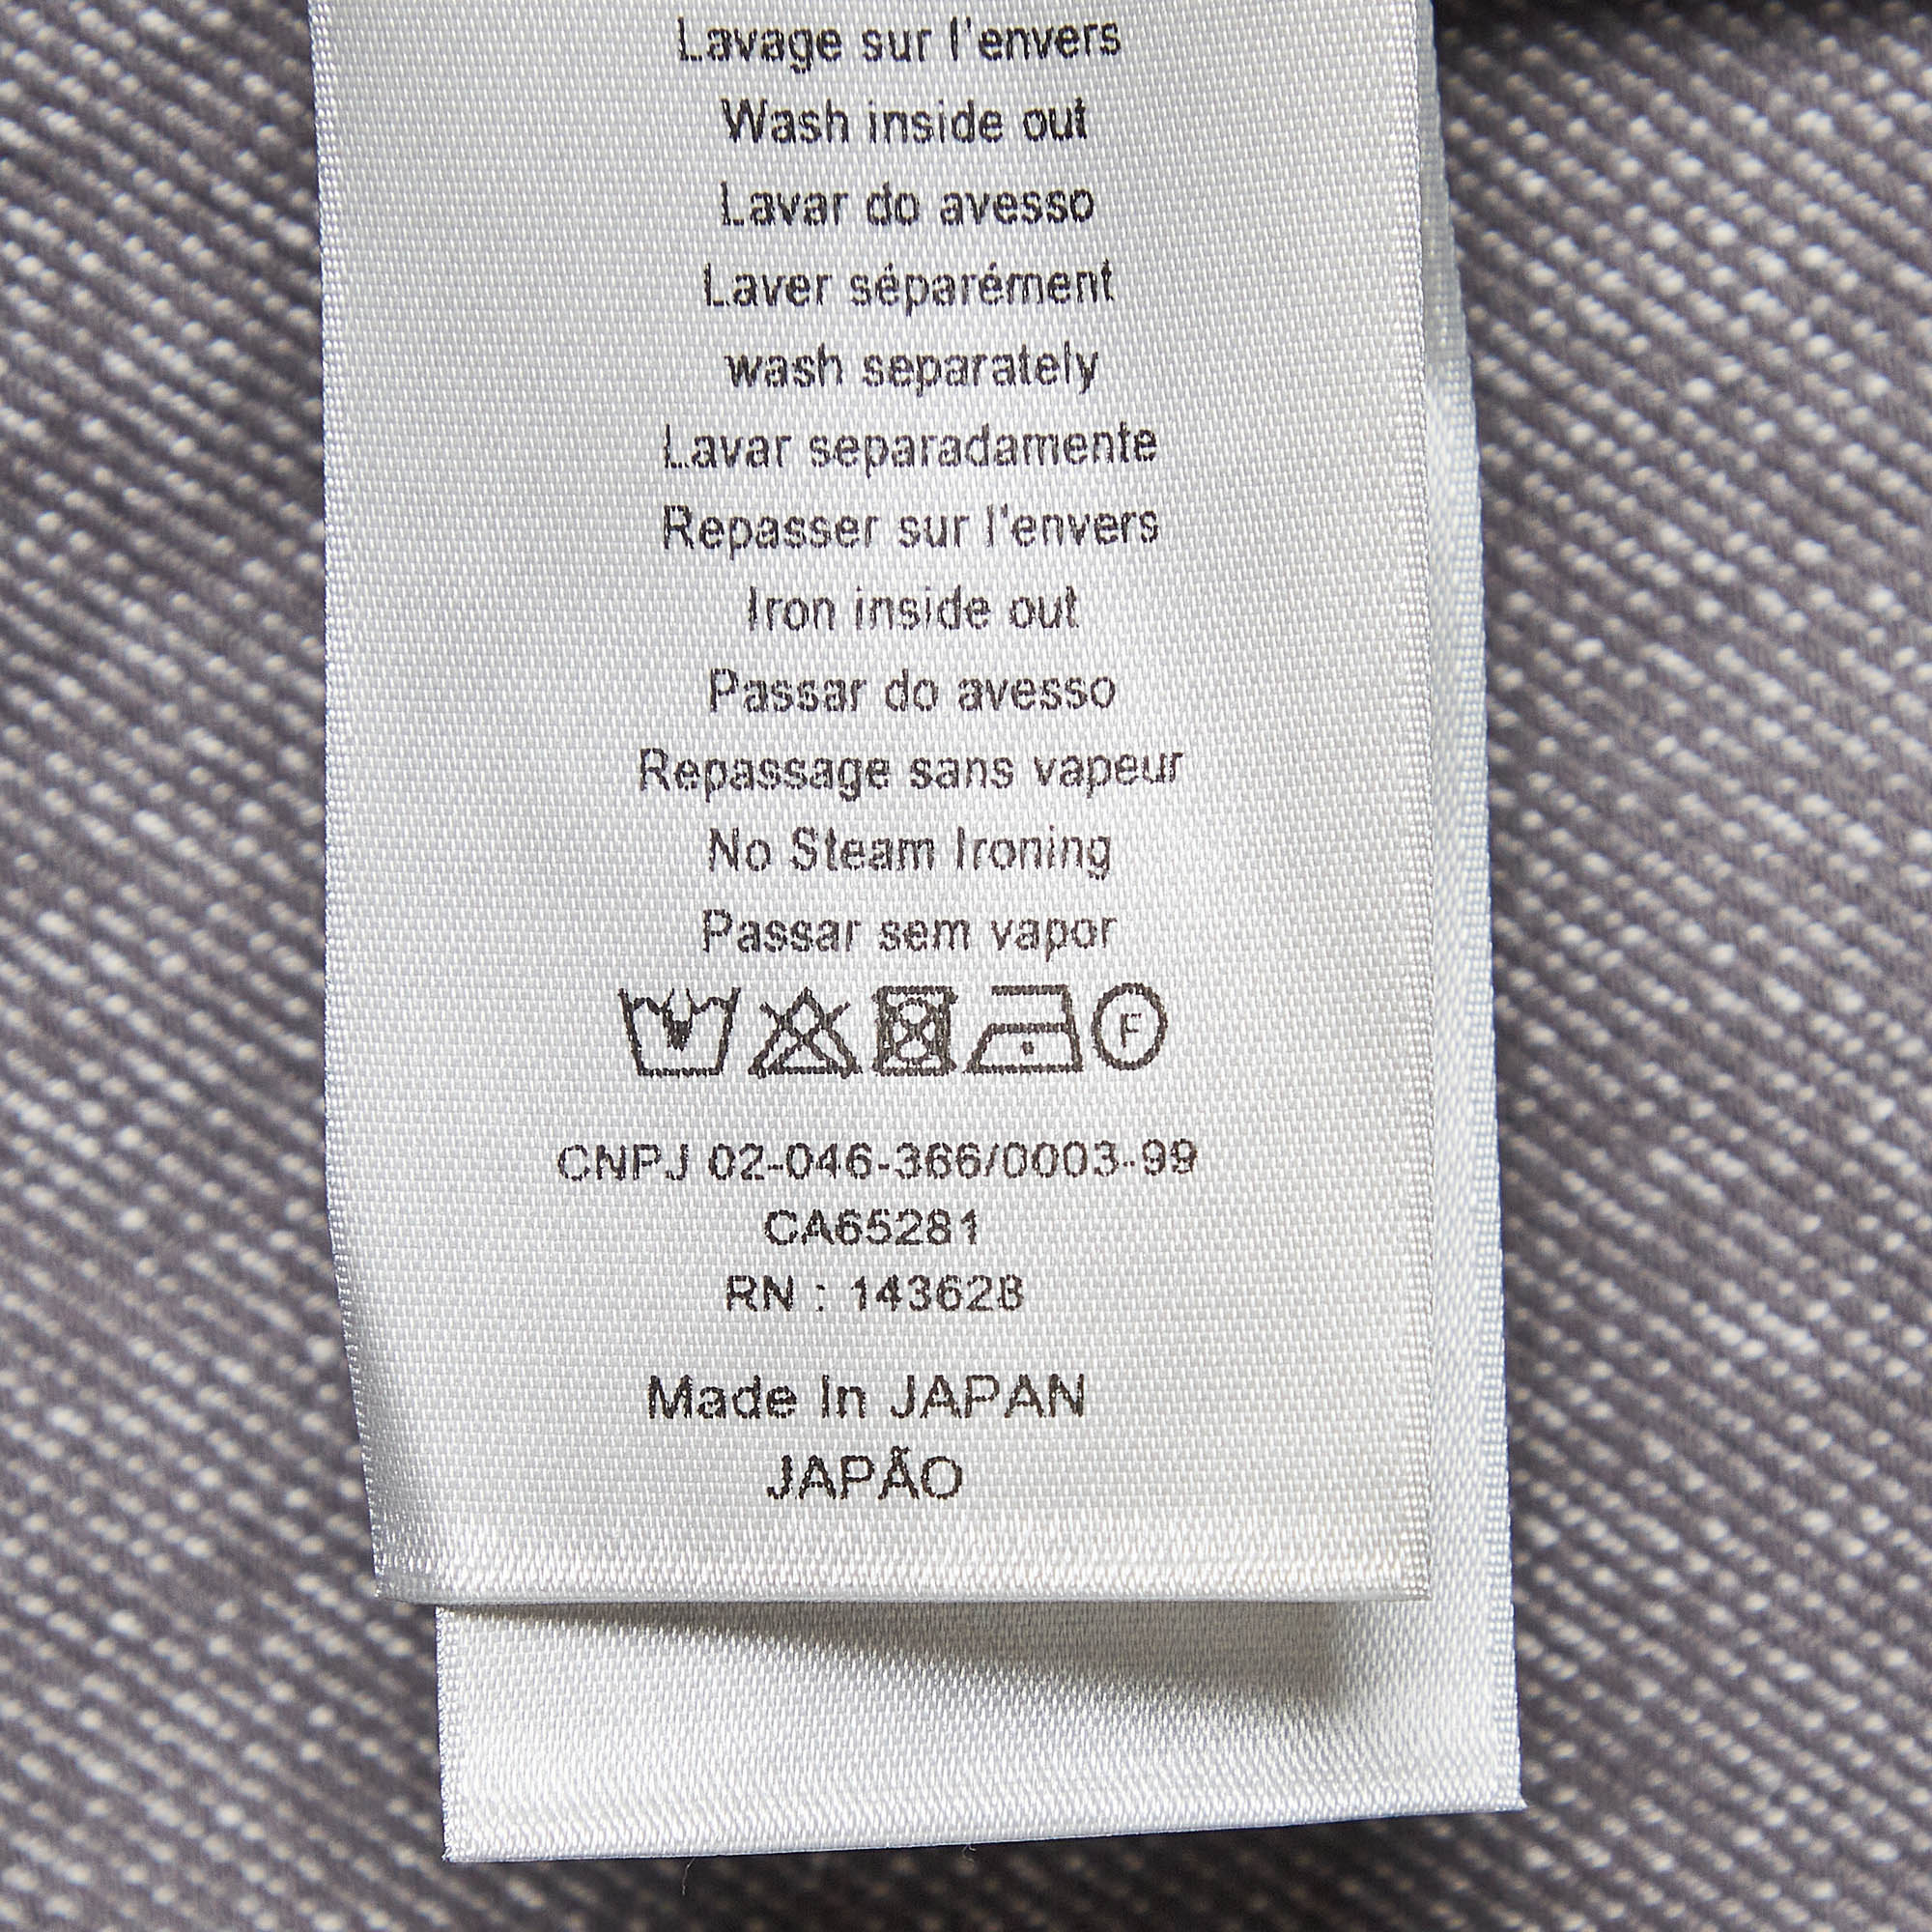 Lavage sur l'envers
Wash inside out
Lavar do avesso
Laver séparément
wash separately
Lavar separadamente
Repasser sur l'envers
Iron inside out
Passar do avesso
Repassage sans vapeur
No Steam Ironing
Passar sem vapor
F
CNPJ 02-046-366/0003-99
CA65281
RN : 143628
Made In JAPAN
JAPÃO